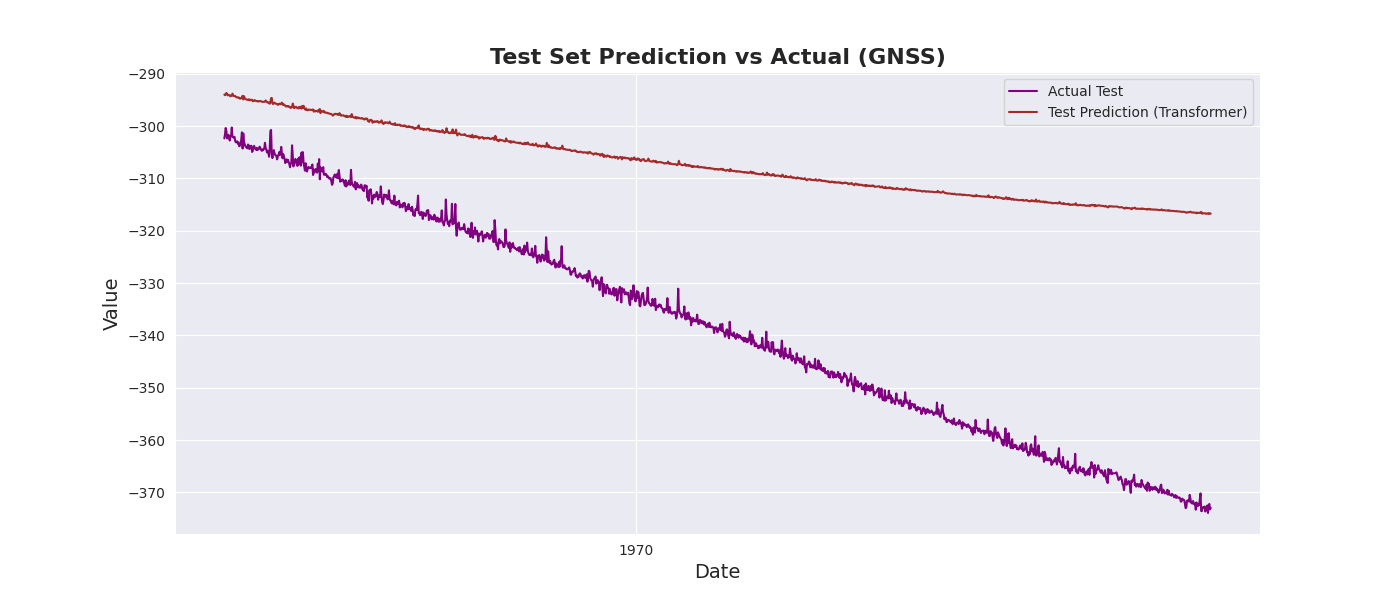 Test Set Prediction vs Actual (GNSS)
Actual Test
Test Prediction (Transformer)
−290
−300
−310
−320
−330
−340
−350
−360
−370
Value
1970
Date